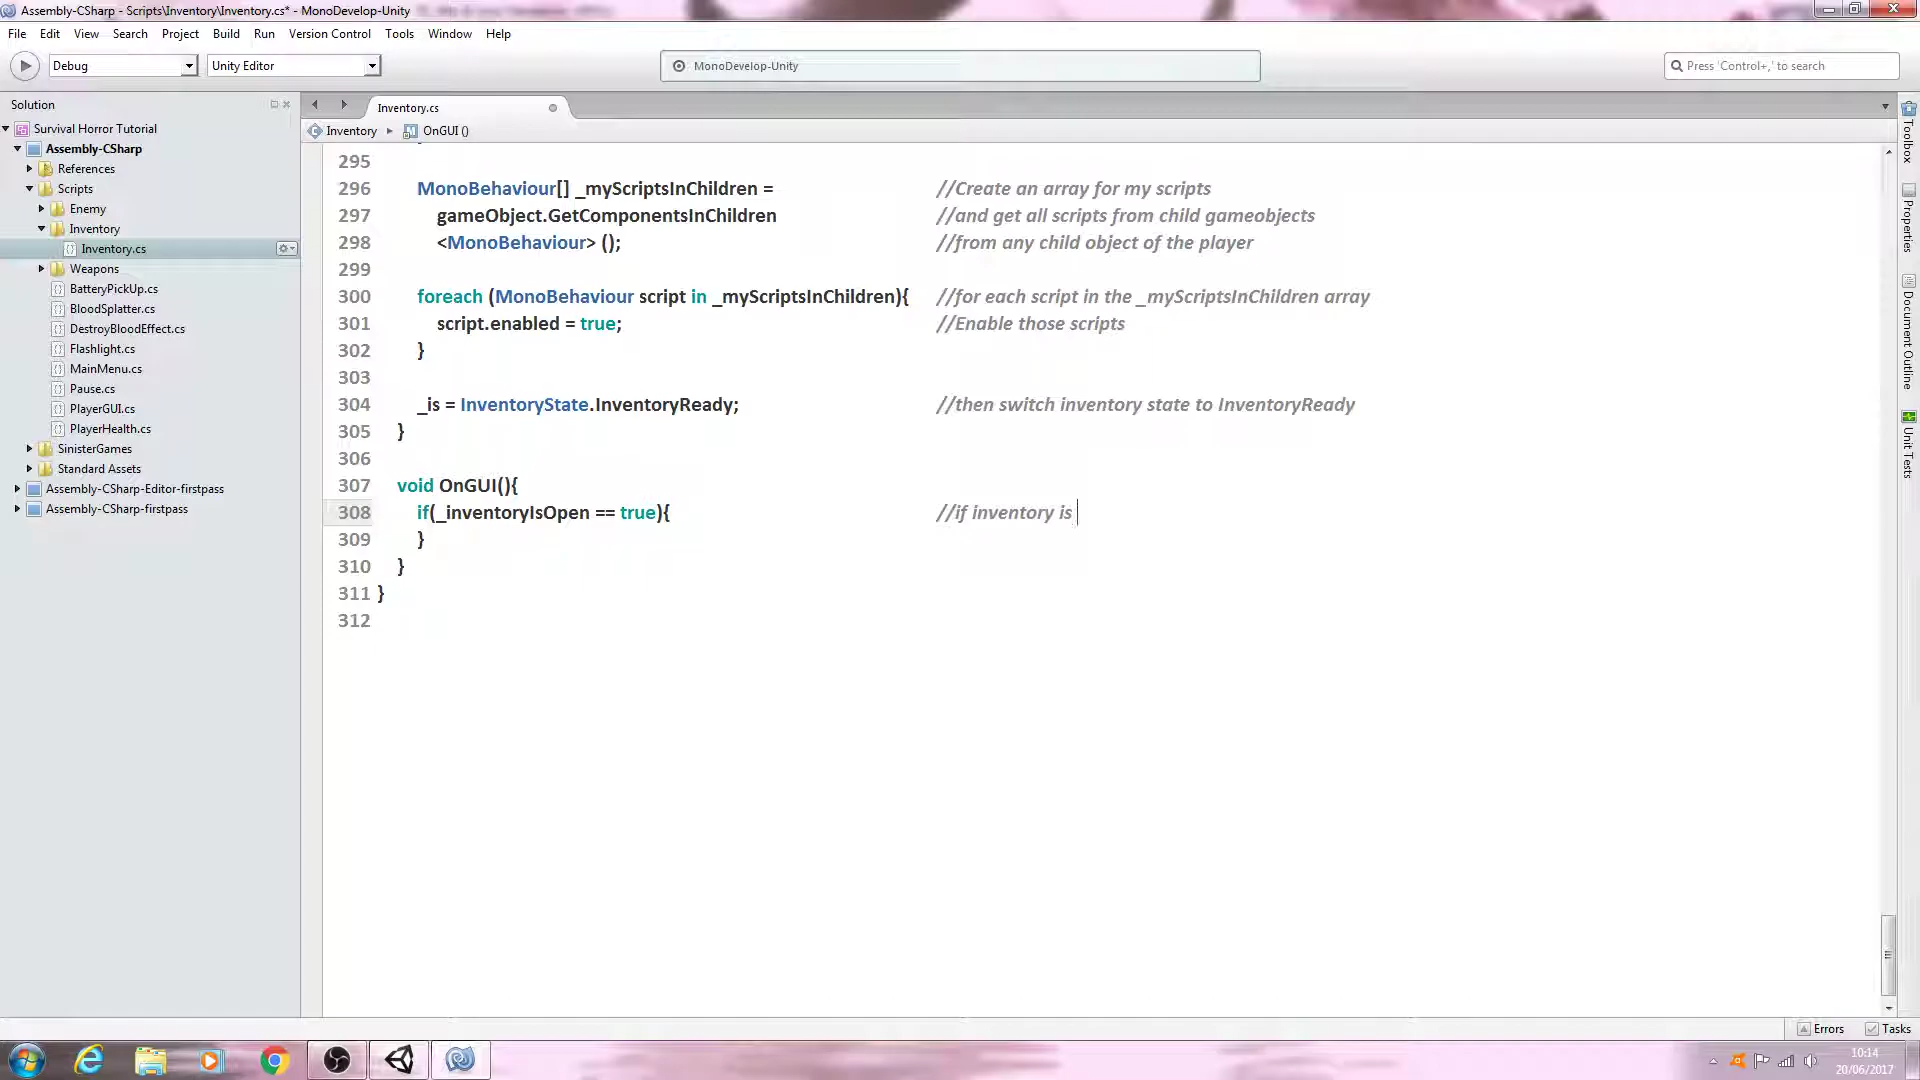 Assembly-CSharp - Scripts\Inventory\Inventory.cs* - MonoDevelop-Unity
File Edit View Search Project Build Run Version Control Tools Window Help
Debug Unity Editor MonoDevelop-Unity Press 'Control+,' to search
Solution
Survival Horror Tutorial
Assembly-CSharp
References
Scripts
Enemy
Inventory
Inventory.cs
Weapons
BatteryPickUp.cs
BloodSplatter.cs
DestroyBloodEffect.cs
Flashlight.cs
MainMenu.cs
Pause.cs
PlayerGUI.cs
PlayerHealth.cs
SinisterGames
Standard Assets
Assembly-CSharp-Editor-firstpass
Assembly-CSharp-firstpass
Inventory.cs
Inventory OnGUI ()
295
296 MonoBehaviour[] _myScriptsInChildren = //Create an array for my scripts
297 gameObject.GetComponentsInChildren //and get all scripts from child gameobjects
298 <MonoBehaviour> (); //from any child object of the player
299
300 foreach (MonoBehaviour script in _myScriptsInChildren){ //for each script in the _myScriptsInChildren array
301 script.enabled = true; //Enable those scripts
302 }
303
304 _is = InventoryState.InventoryReady; //then switch inventory state to InventoryReady
305 }
306
307 void OnGUI(){
308 if(_inventoryIsOpen == true){ //if inventory is
309 }
310 }
311 }
312
Toolbox
Properties
Document Outline
Unit Tests
Errors Tasks
10:14
20/06/2017